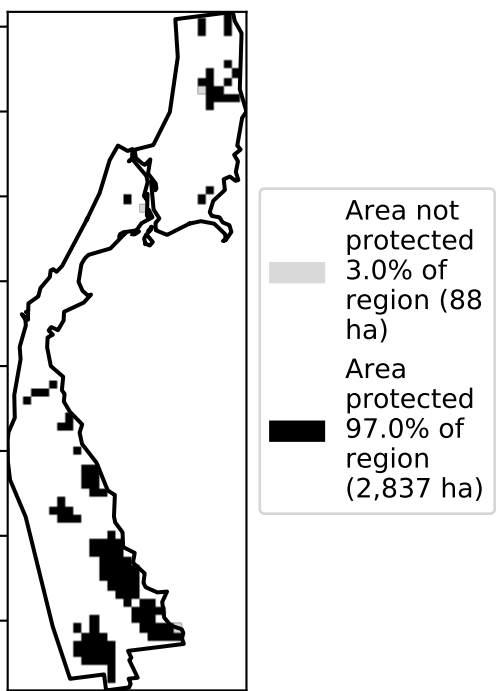 Area not
protected
3.0% of
region (88
ha)
Area
protected
97.0% of
region
(2,837 ha)